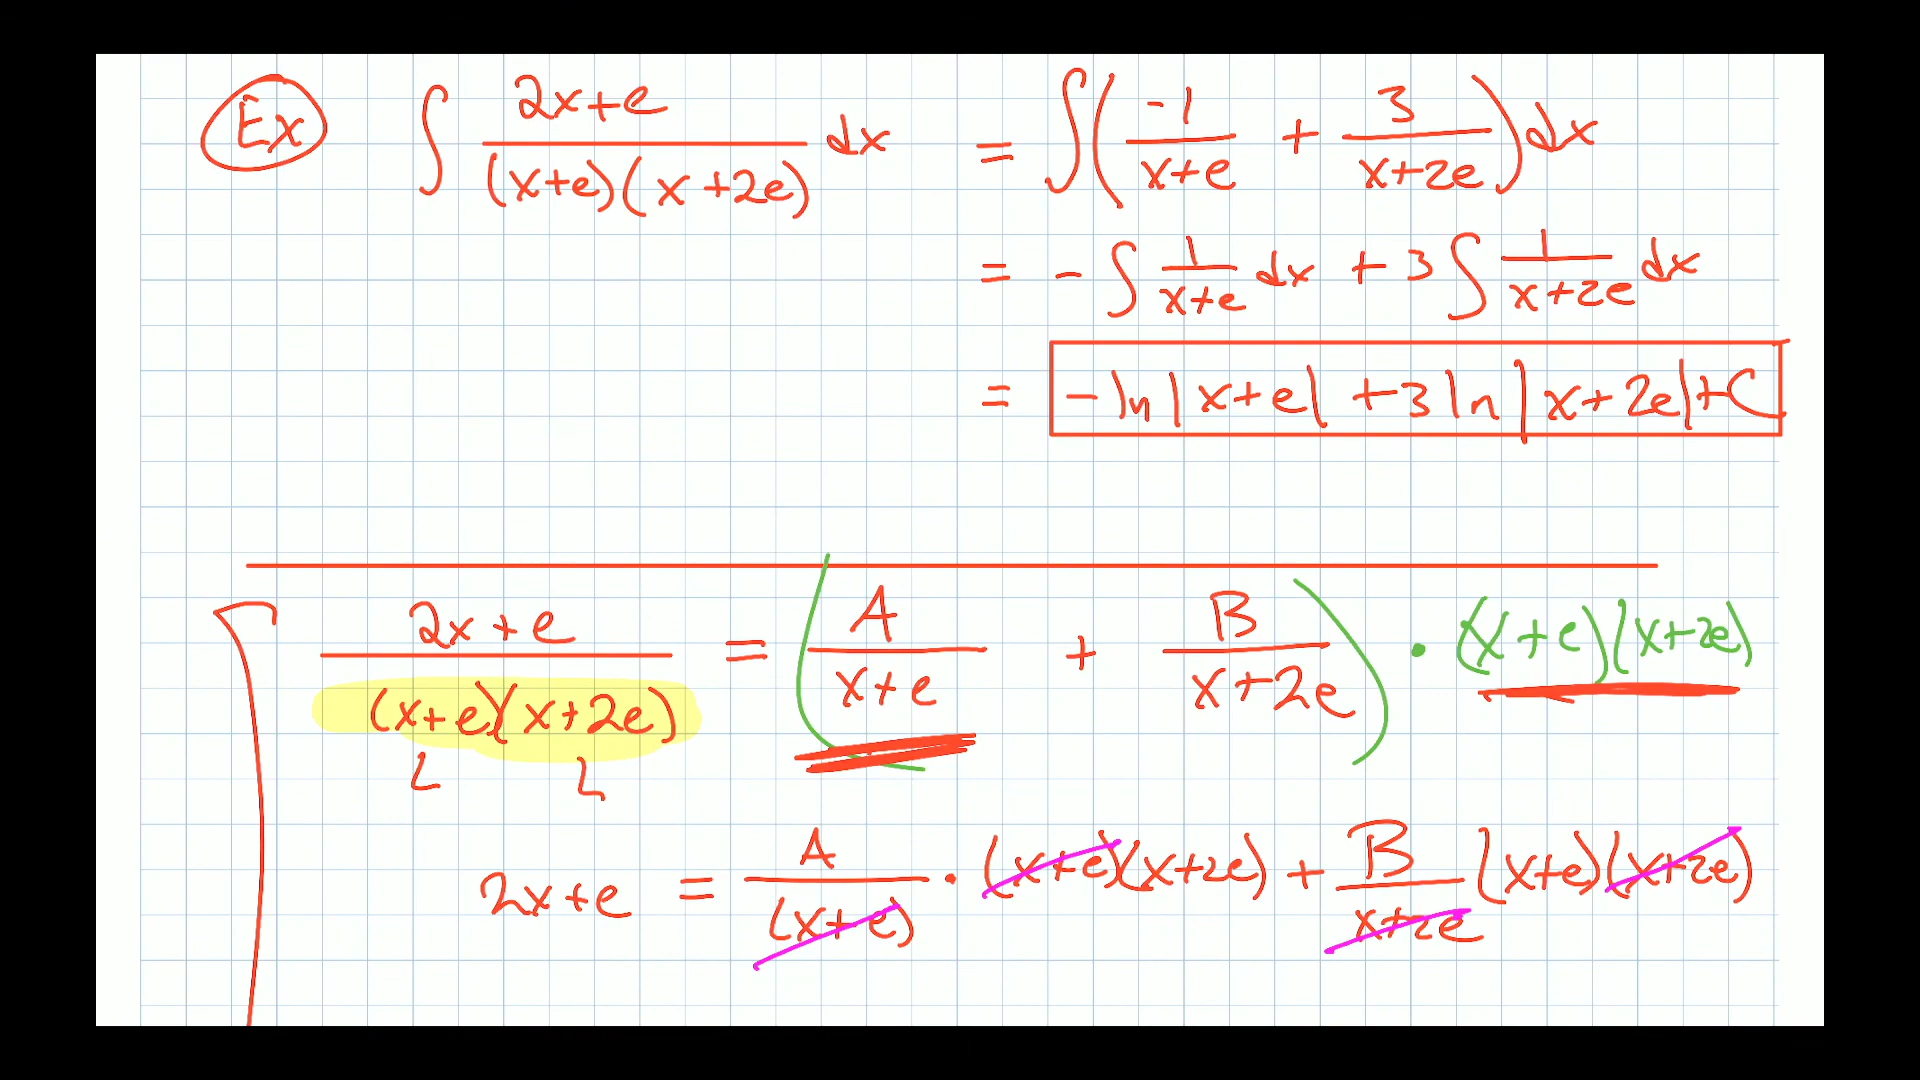 Ex ∫ (2x+e)/((x+e)(x+2e)) dx = ∫(-1/(x+e) + 3/(x+2e))dx
= -∫ 1/(x+e) dx + 3∫ 1/(x+2e) dx
= -ln|x+e| + 3ln|x+2e|+C
(2x+e)/((x+e)(x+2e)) = (A/(x+e) + B/(x+2e)) · (x+e)(x+2e)
L L
2x+e = A/(x+e) · (x+e)(x+2e) + B/(x+2e) (x+e)(x+2e)